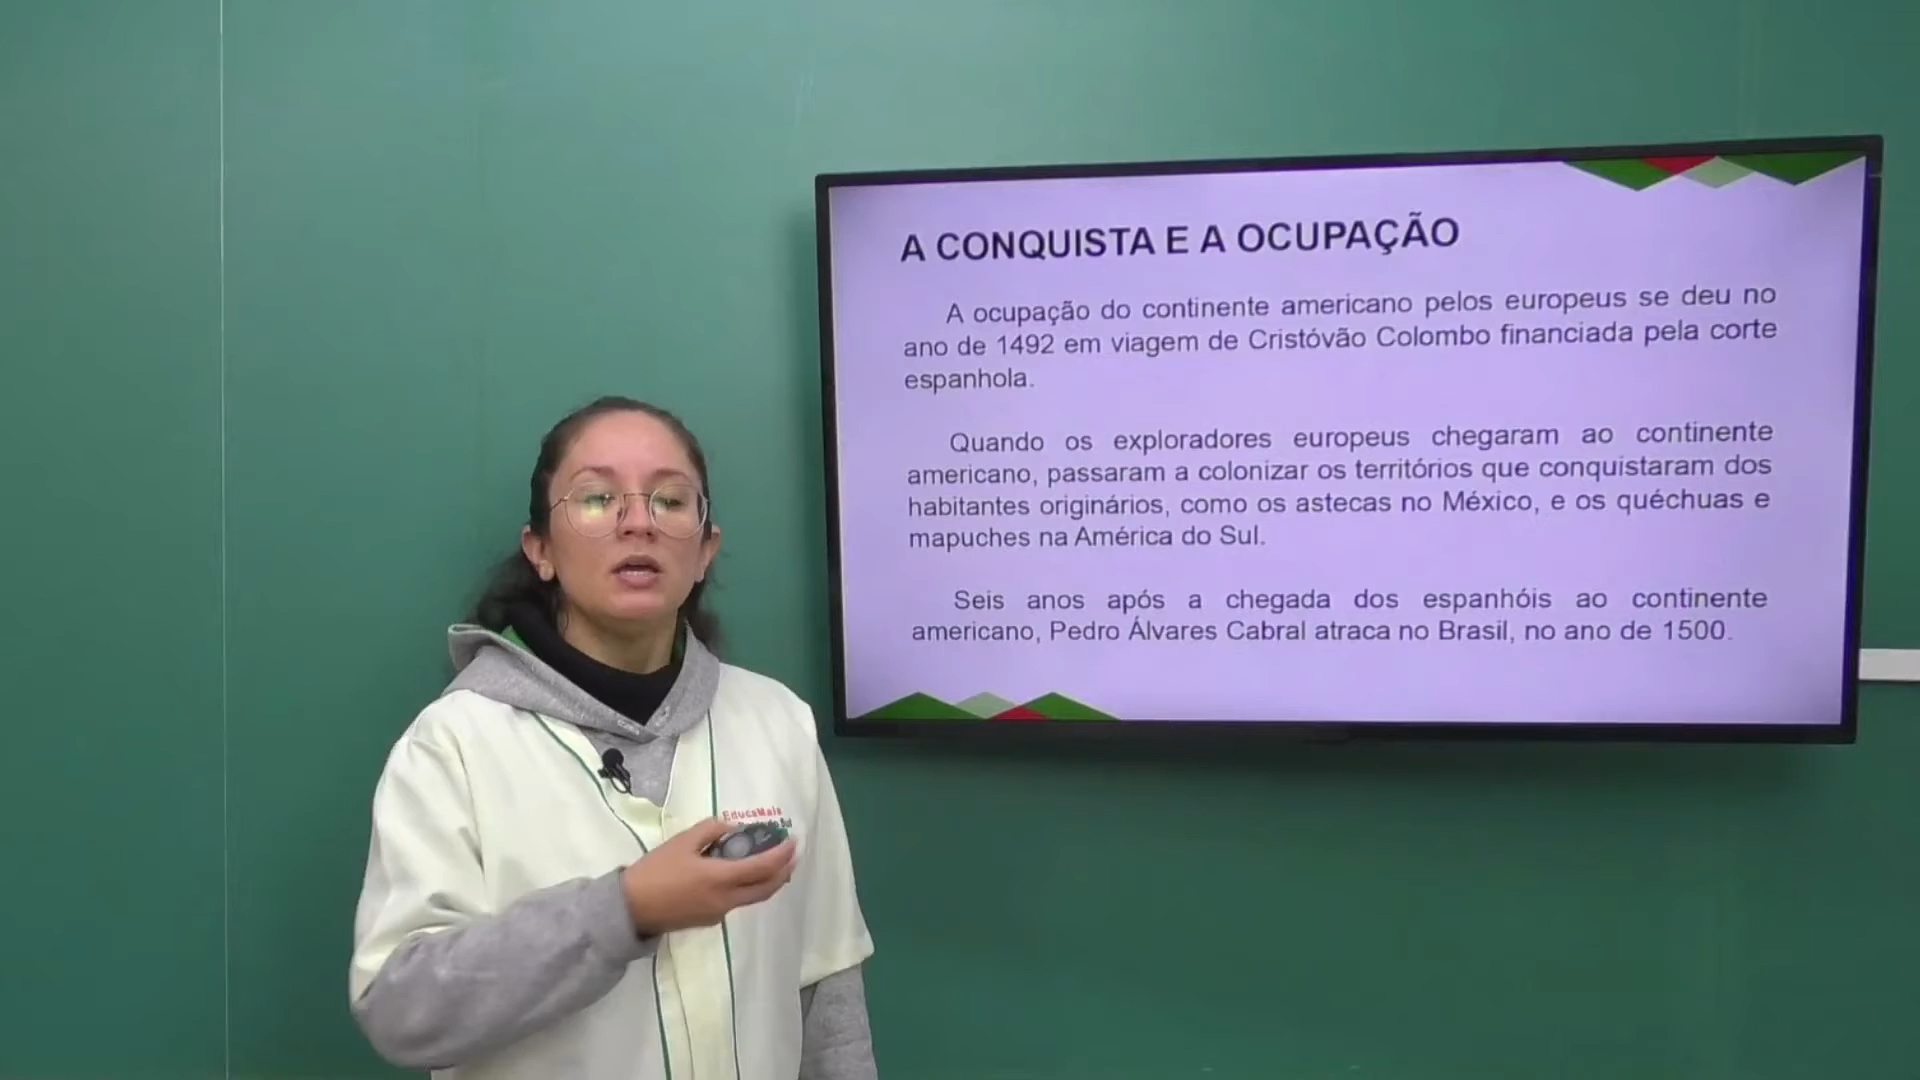 A CONQUISTA E A OCUPAÇÃO
A ocupação do continente americano pelos europeus se deu no
ano de 1492 em viagem de Cristóvão Colombo financiada pela corte
espanhola.
Quando os exploradores europeus chegaram ao continente
americano, passaram a colonizar os territórios que conquistaram dos
habitantes originários, como os astecas no México, e os quéchuas e
mapuches na América do Sul.
Seis anos após a chegada dos espanhóis ao continente
americano, Pedro Álvares Cabral atraca no Brasil, no ano de 1500.
EducaMais
do Sul